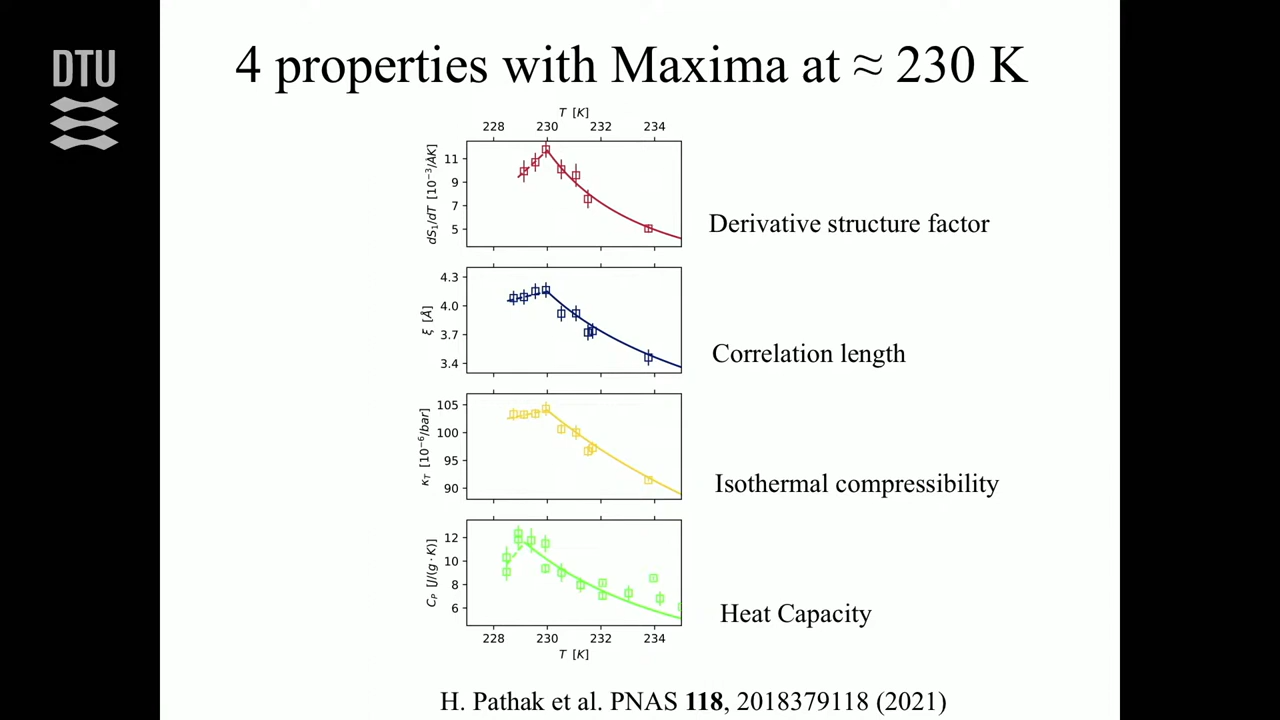 DTU
4 properties with Maxima at ≈ 230 K
T [K]
228 230 232 234
dS₁/dT [10⁻³/ÅK]
11
9
7
5
Derivative structure factor
ξ [Å]
4.3
4.0
3.7
3.4
Correlation length
κ_T [10⁻⁶/bar]
105
100
95
90
Isothermal compressibility
C_P [J/(g · K)]
12
10
8
6
Heat Capacity
228 230 232 234
T [K]
H. Pathak et al. PNAS 118, 2018379118 (2021)